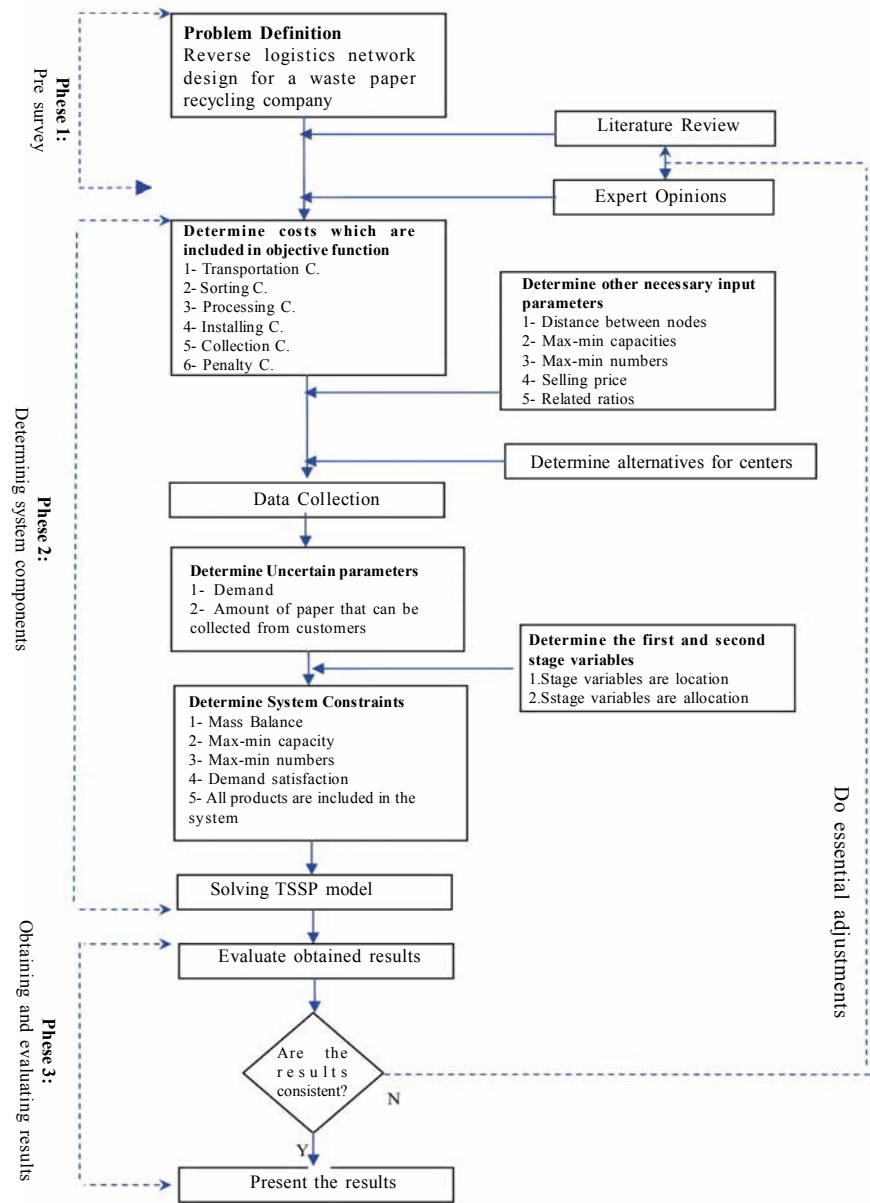 Problem Definition
Reverse logistics network
design for a waste paper
recycling company
Phese 1:
Pre survey
Literature Review
Expert Opinions
Determine costs which are
included in objective function
1- Transportation C.
2- Sorting C.
3- Processing C.
4- Installing C.
5- Collection C.
6- Penalty C.
Determine other necessary input
parameters
1- Distance between nodes
2- Max-min capacities
3- Max-min numbers
4- Selling price
5- Related ratios
Determine alternatives for centers
Data Collection
Phese 2:
Determining system components
Determine Uncertain parameters
1- Demand
2- Amount of paper that can be
collected from customers
Determine the first and second
stage variables
1.Stage variables are location
2.Sstage variables are allocation
Determine System Constraints
1- Mass Balance
2- Max-min capacity
3- Max-min numbers
4- Demand satisfaction
5- All products are included in the
system
Do essential adjustments
Solving TSSP model
Evaluate obtained results
Phese 3:
Obtaining and evaluating results
Are the
results
consistent?
N
Y
Present the results